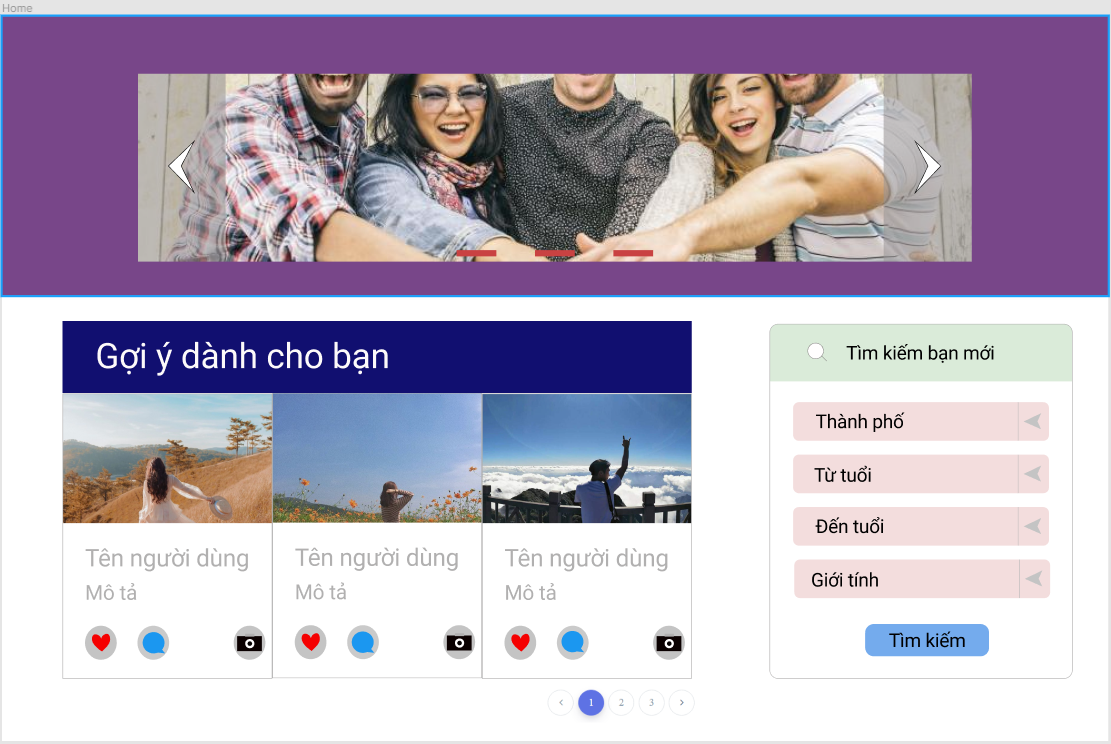 Home
Gợi ý dành cho bạn
Tên người dùng
Mô tả
Tên người dùng
Mô tả
Tên người dùng
Mô tả
1
2
3
Tìm kiếm bạn mới
Thành phố
Từ tuổi
Đến tuổi
Giới tính
Tìm kiếm